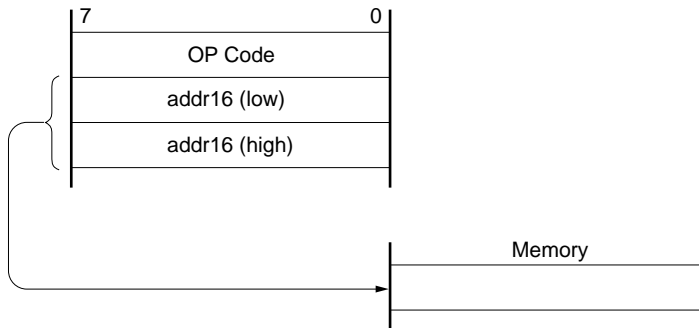 7 0
OP Code
addr16 (low)
addr16 (high)
Memory